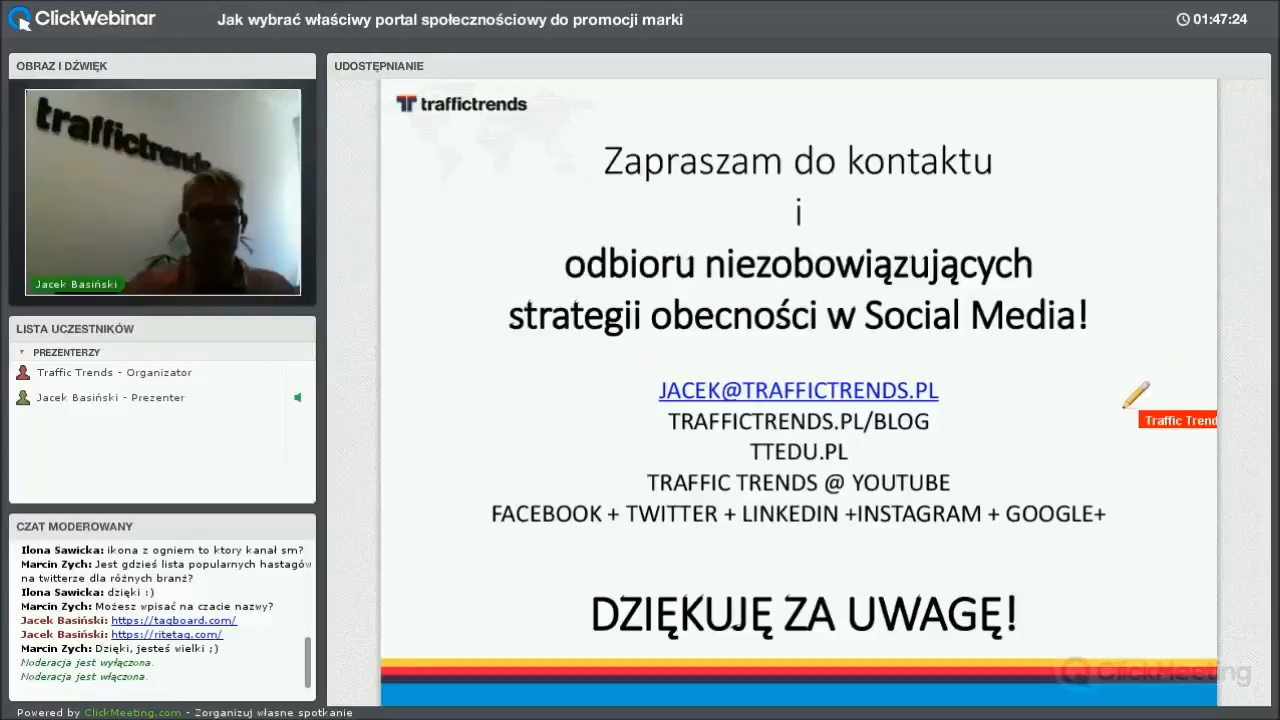 ClickWebinar
Jak wybrać właściwy portal społecznościowy do promocji marki
01:47:24
OBRAZ I DŹWIĘK
traffictrends
Jacek Basiński
LISTA UCZESTNIKÓW
PREZENTERZY
Traffic Trends - Organizator
Jacek Basiński - Prezenter
CZAT MODEROWANY
Ilona Sawicka: ikona z ogniem to ktory kanał sm?
Marcin Zych: Jest gdzieś lista popularnych hastagów
na twitterze dla różnych branż?
Ilona Sawicka: dzięki :)
Marcin Zych: Możesz wpisać na czacie nazwy?
Jacek Basiński: https://tagboard.com/
Jacek Basiński: https://ritetag.com/
Marcin Zych: Dzięki, jesteś wielki ;)
Moderacja jest wyłączona.
Moderacja jest włączona.
UDOSTĘPNIANIE
traffictrends
Zapraszam do kontaktu
i
odbioru niezobowiązujących
strategii obecności w Social Media!
JACEK@TRAFFICTRENDS.PL
TRAFFICTRENDS.PL/BLOG
TTEDU.PL
TRAFFIC TRENDS @ YOUTUBE
FACEBOOK + TWITTER + LINKEDIN +INSTAGRAM + GOOGLE+
Traffic Trend
DZIĘKUJĘ ZA UWAGĘ!
ClickMeeting
Powered by ClickMeeting.com - Zorganizuj własne spotkanie